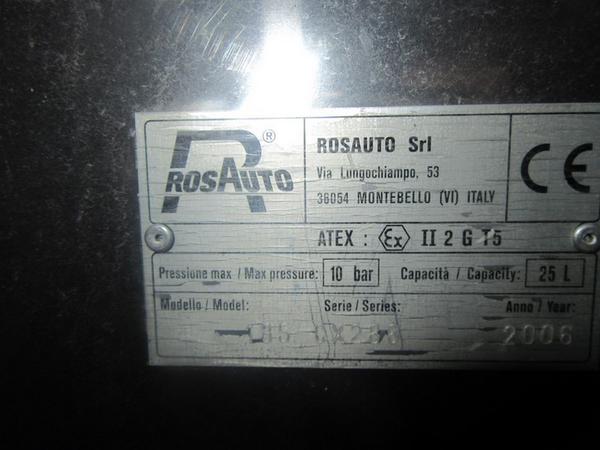 ROSAUTO ®
ROSAUTO Srl
Via Lungochiampo, 53
36054 MONTEBELLO (VI) ITALY
CE
ATEX : Ex II 2 G T5
Pressione max / Max pressure: 10 bar Capacità / Capacity: 25 L
Modello / Model: Serie / Series: Anno / Year:
2006